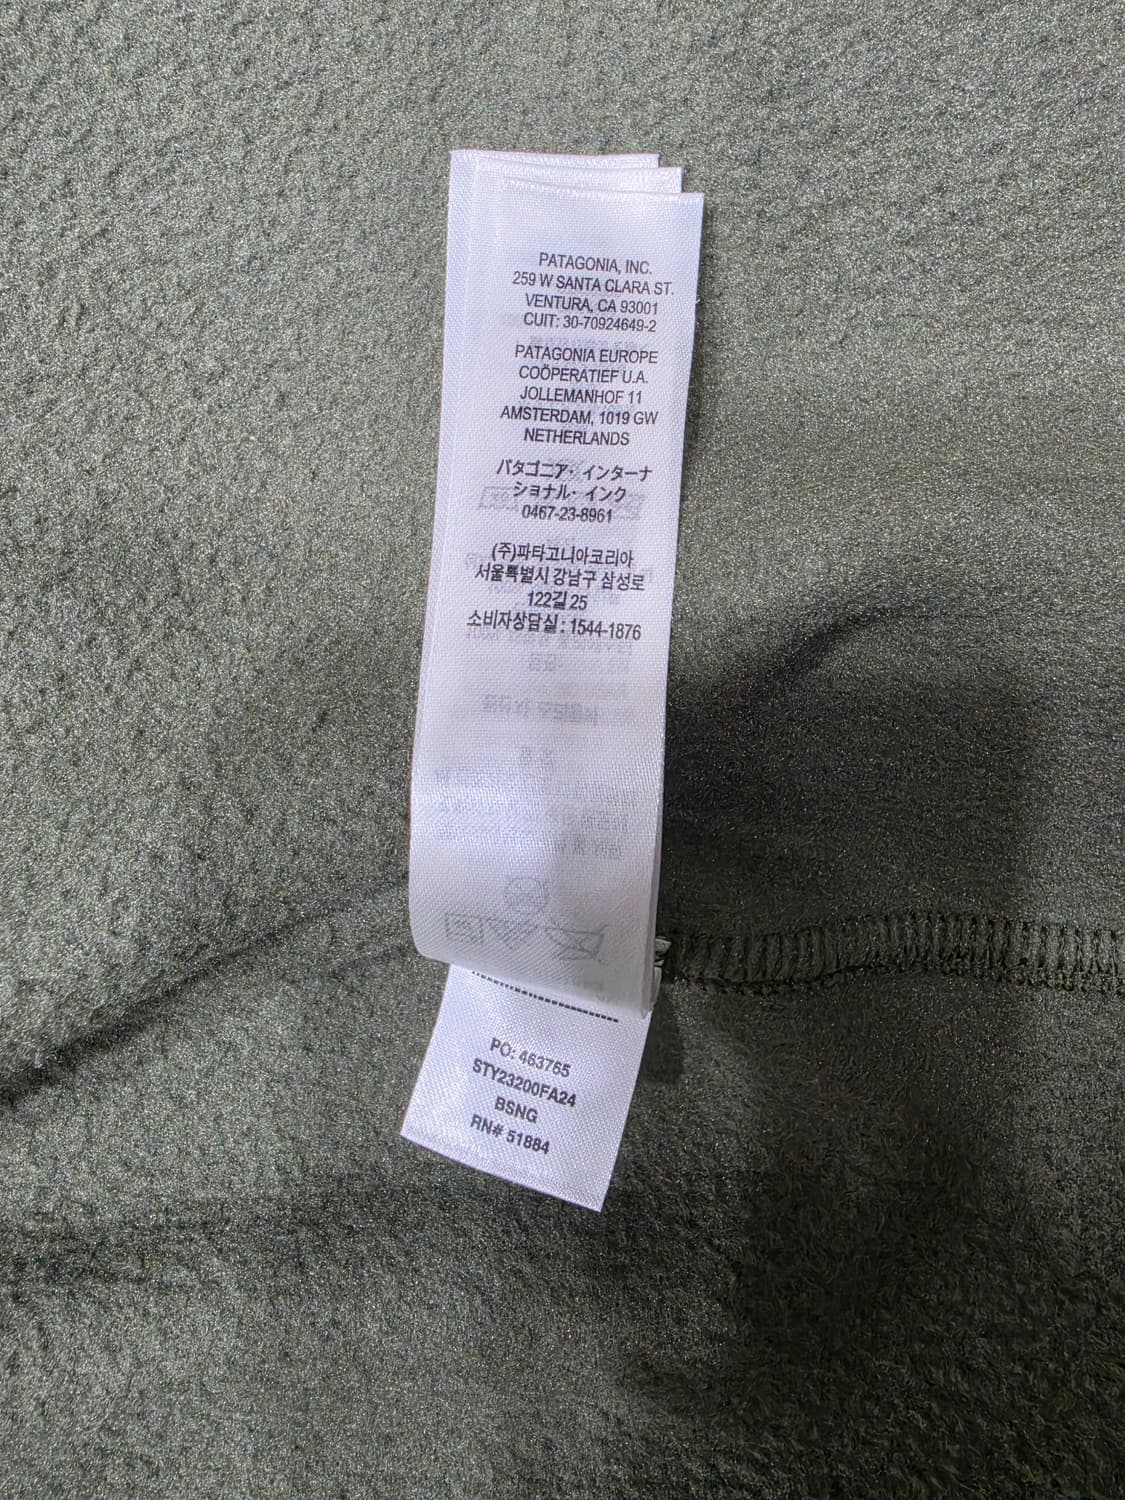 PATAGONIA, INC.
259 W SANTA CLARA ST.
VENTURA, CA 93001
CUIT: 30-70924649-2
PATAGONIA EUROPE
COÖPERATIEF U.A.
JOLLEMANHOF 11
AMSTERDAM, 1019 GW
NETHERLANDS
パタゴニア・インターナ
ショナル・インク
0467-23-8961
(주)파타고니아코리아
서울특별시 강남구 삼성로
122길 25
소비자상담실 : 1544-1876
PO: 463765
STY23200FA24
BSNG
RN# 51884